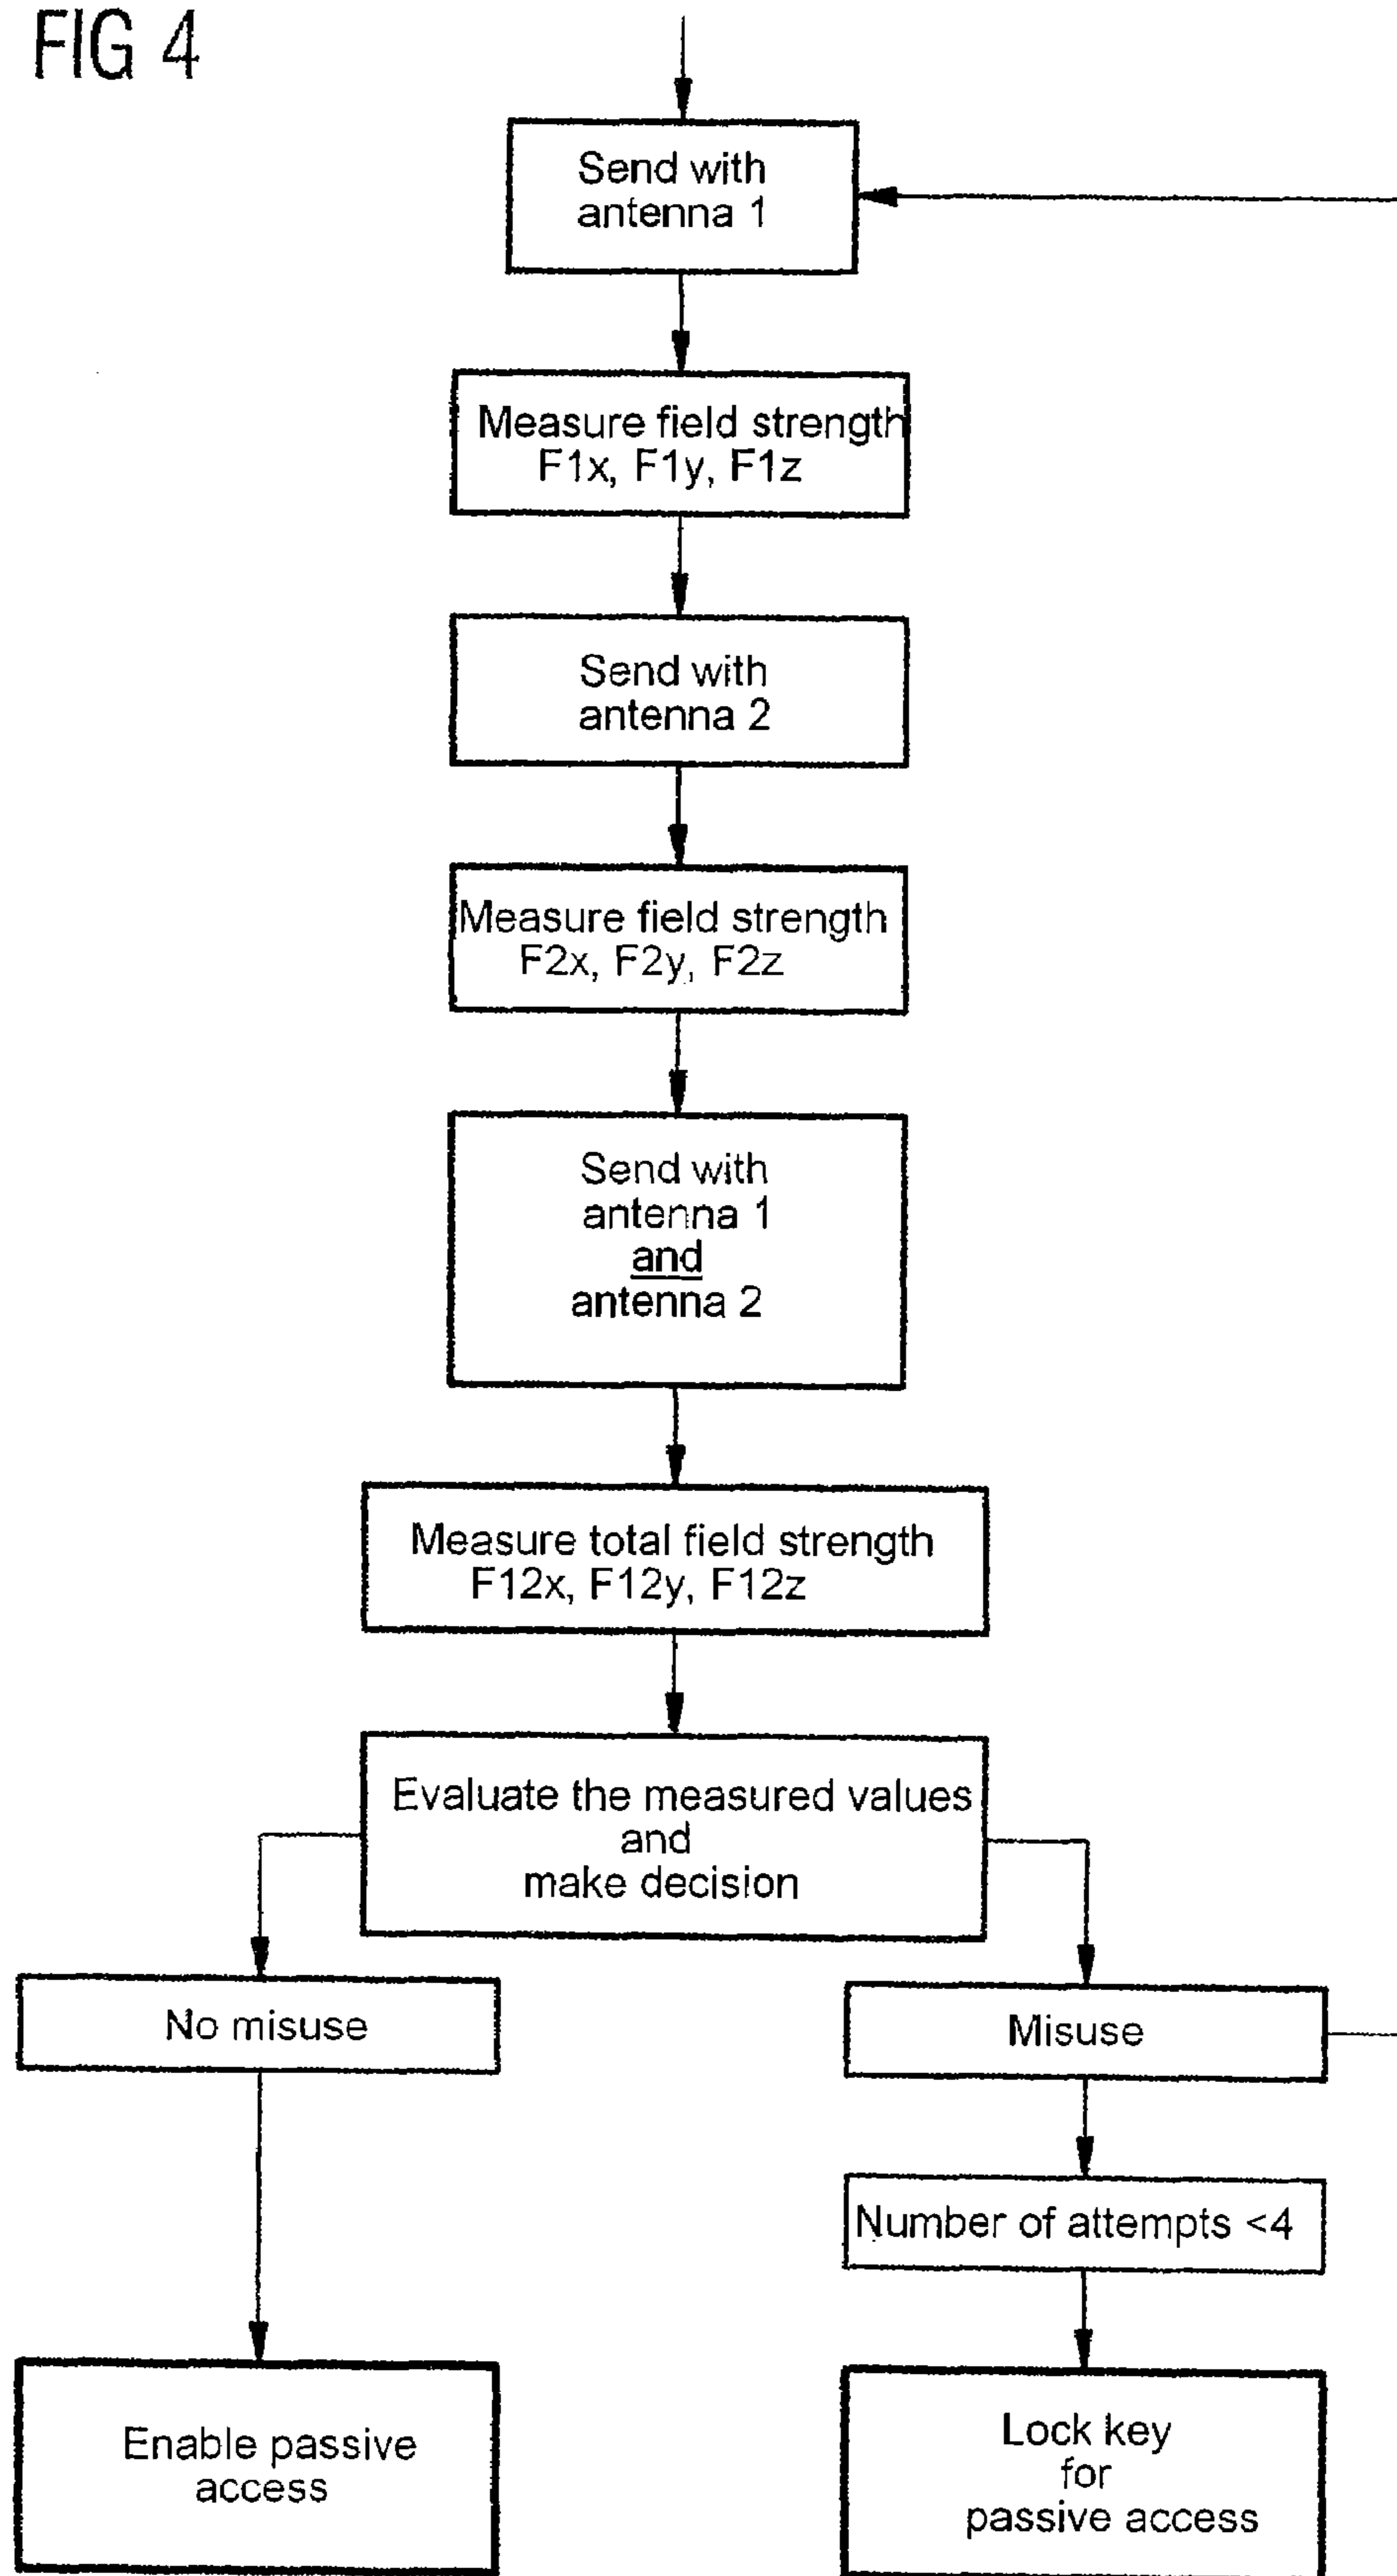 FIG 4
Send with
antenna 1
Measure field strength
F1x, F1y, F1z
Send with
antenna 2
Measure field strength
F2x, F2y, F2z
Send with
antenna 1
and
antenna 2
Measure total field strength
F12x, F12y, F12z
Evaluate the measured values
and
make decision
No misuse
Misuse
Number of attempts <4
Enable passive
access
Lock key
for
passive access